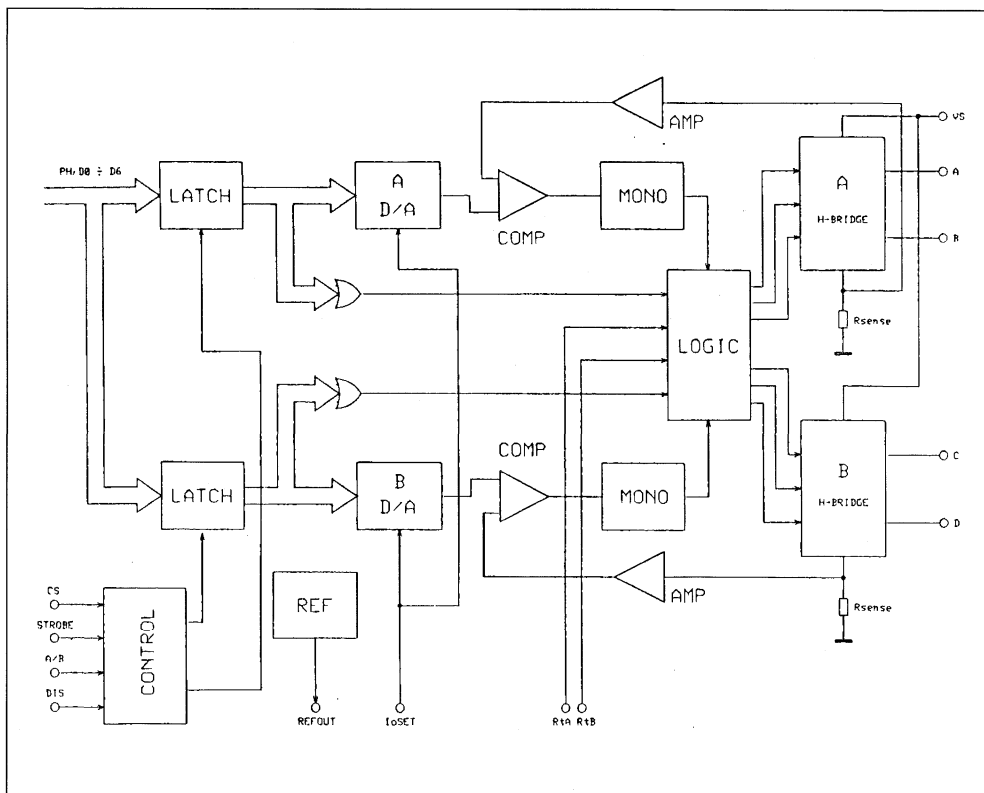 AMP
VS
PH,D0 ÷ D6
LATCH
A
D/A
COMP
MONO
A
H-BRIDGE
A
B
Rsense
LOGIC
LATCH
B
D/A
COMP
MONO
B
H-BRIDGE
C
D
AMP
Rsense
CS
STROBE
A/B
DIS
CONTROL
REF
REFOUT
IoSET
RtA
RtB